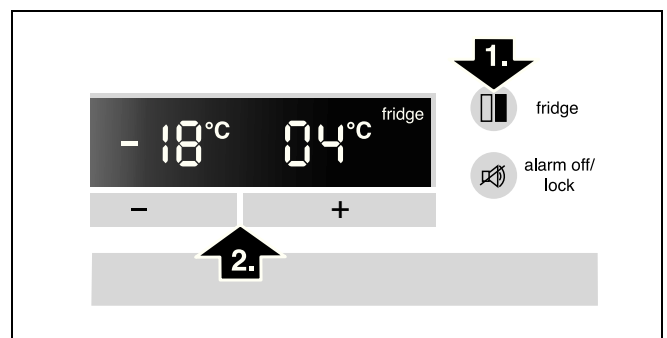 1.
-18°C 04°C fridge
fridge
alarm off/
lock
- +
2.